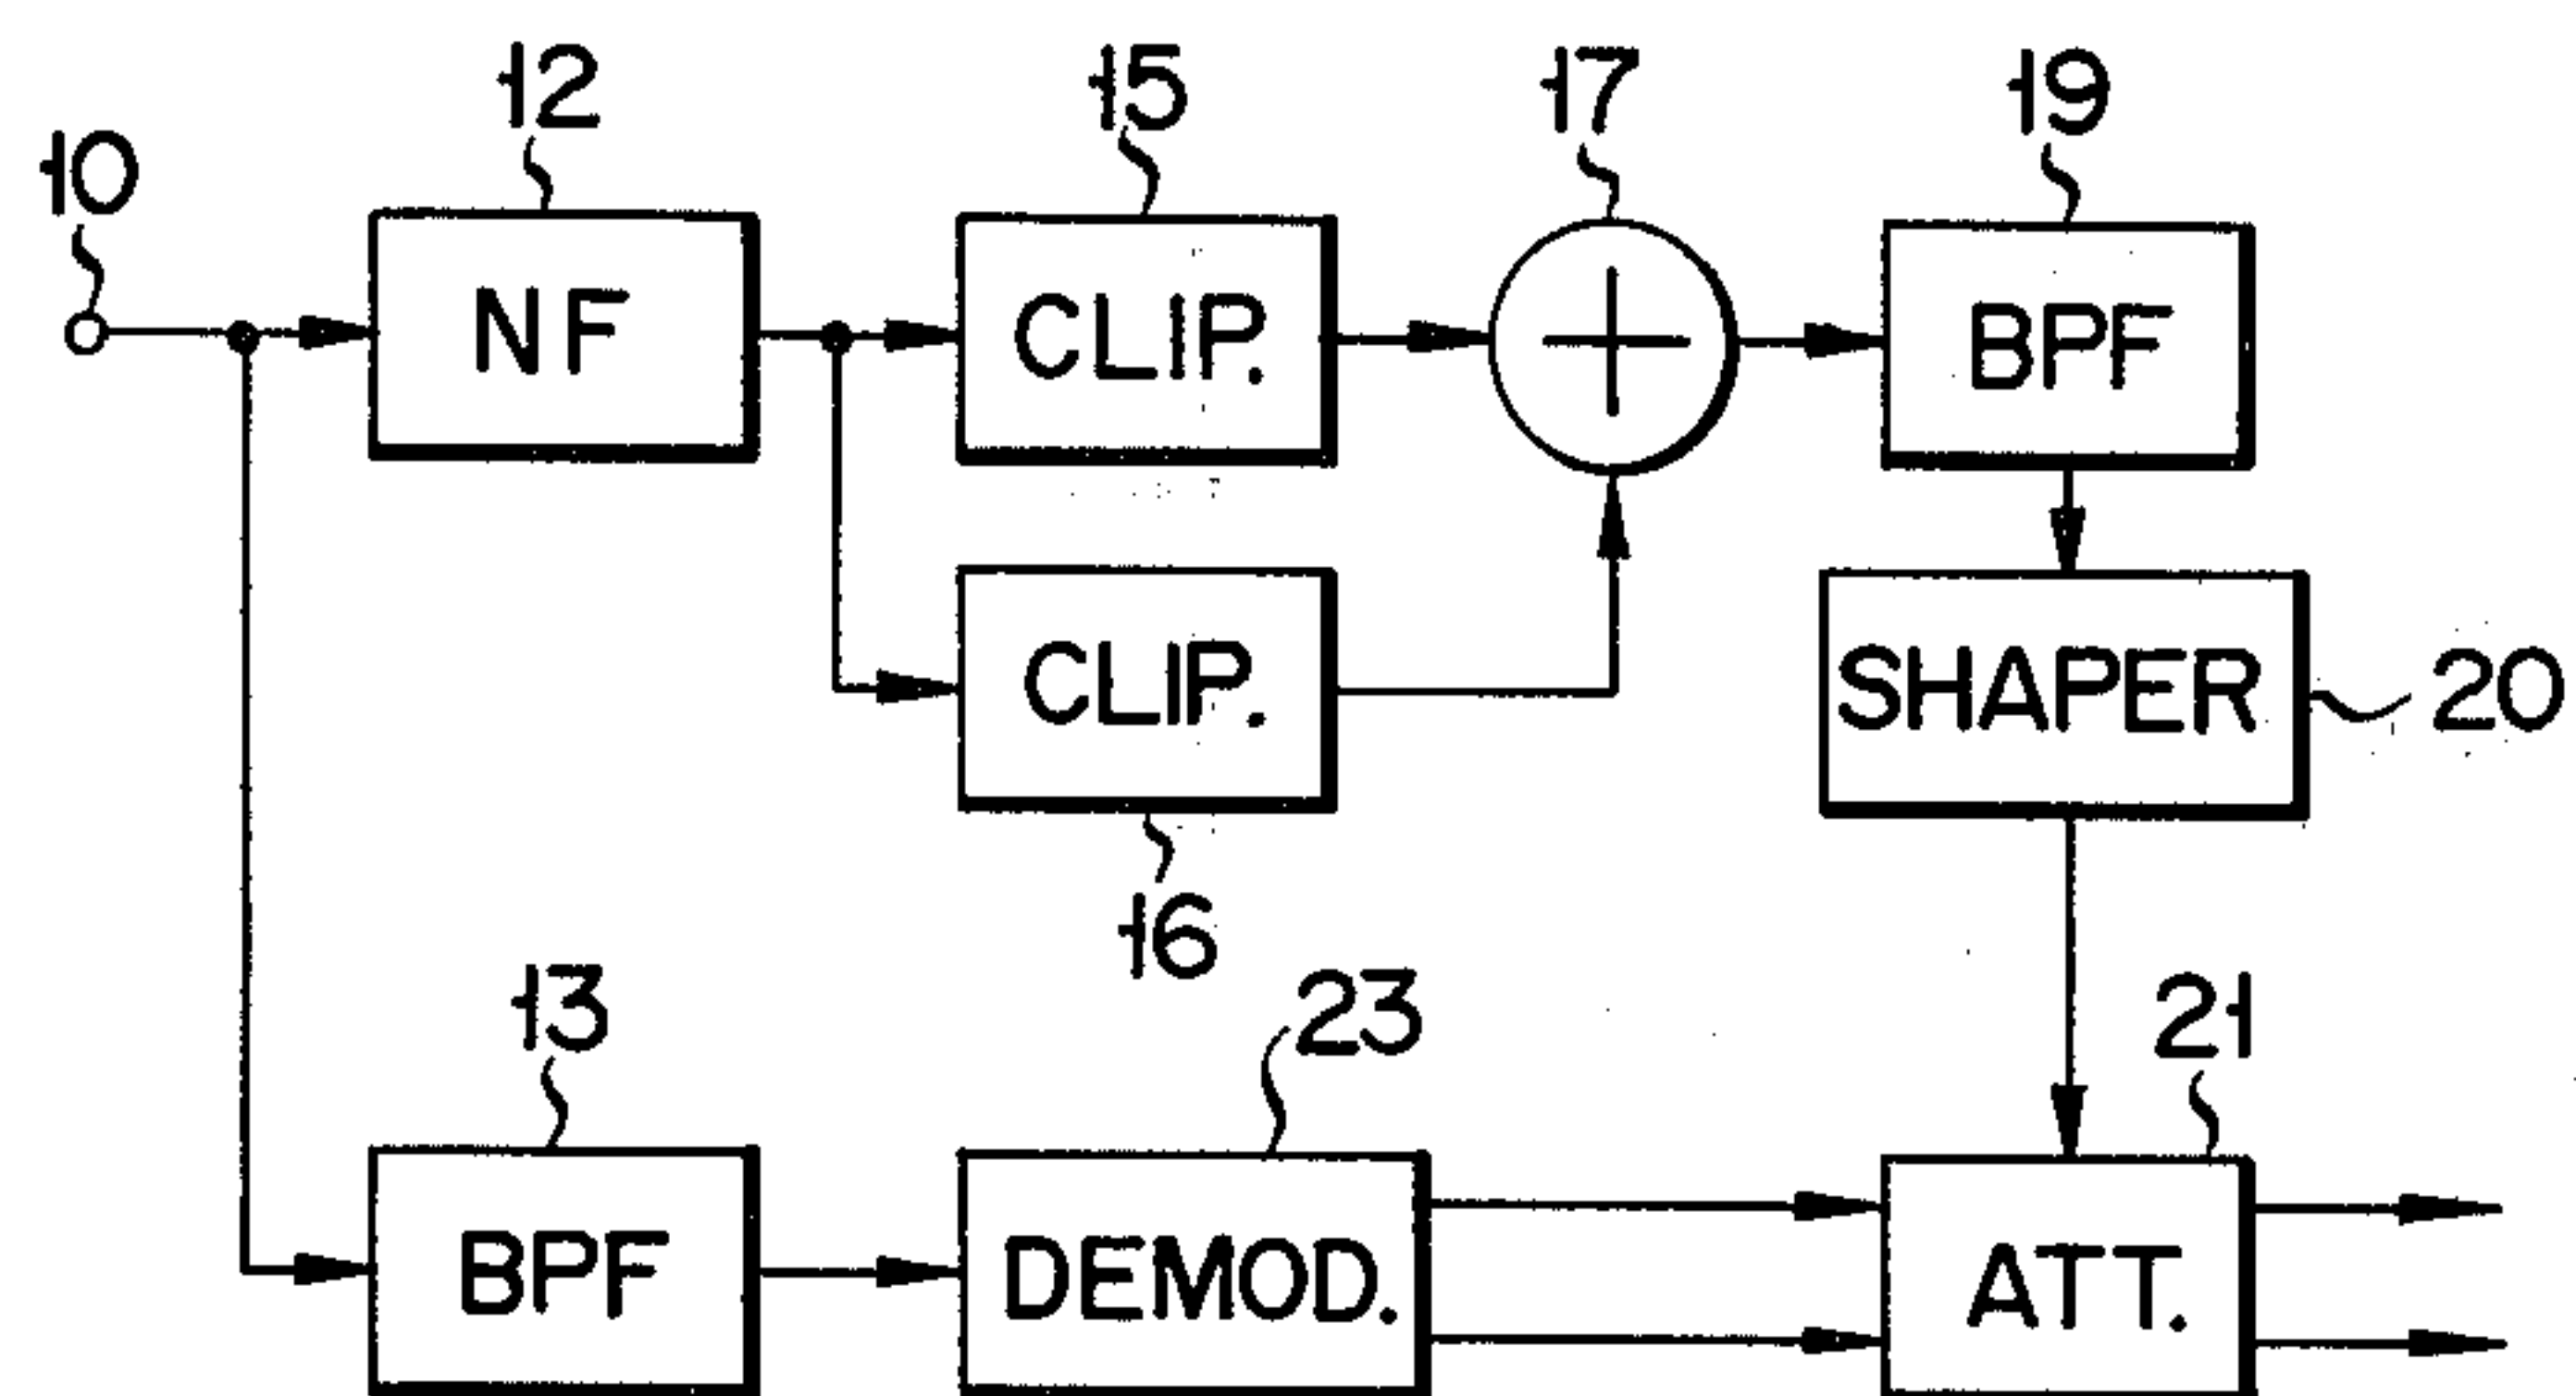 10
12
15
17
19
NF
CLIP.
+
BPF
CLIP.
SHAPER
20
16
13
23
21
BPF
DEMOD.
ATT.